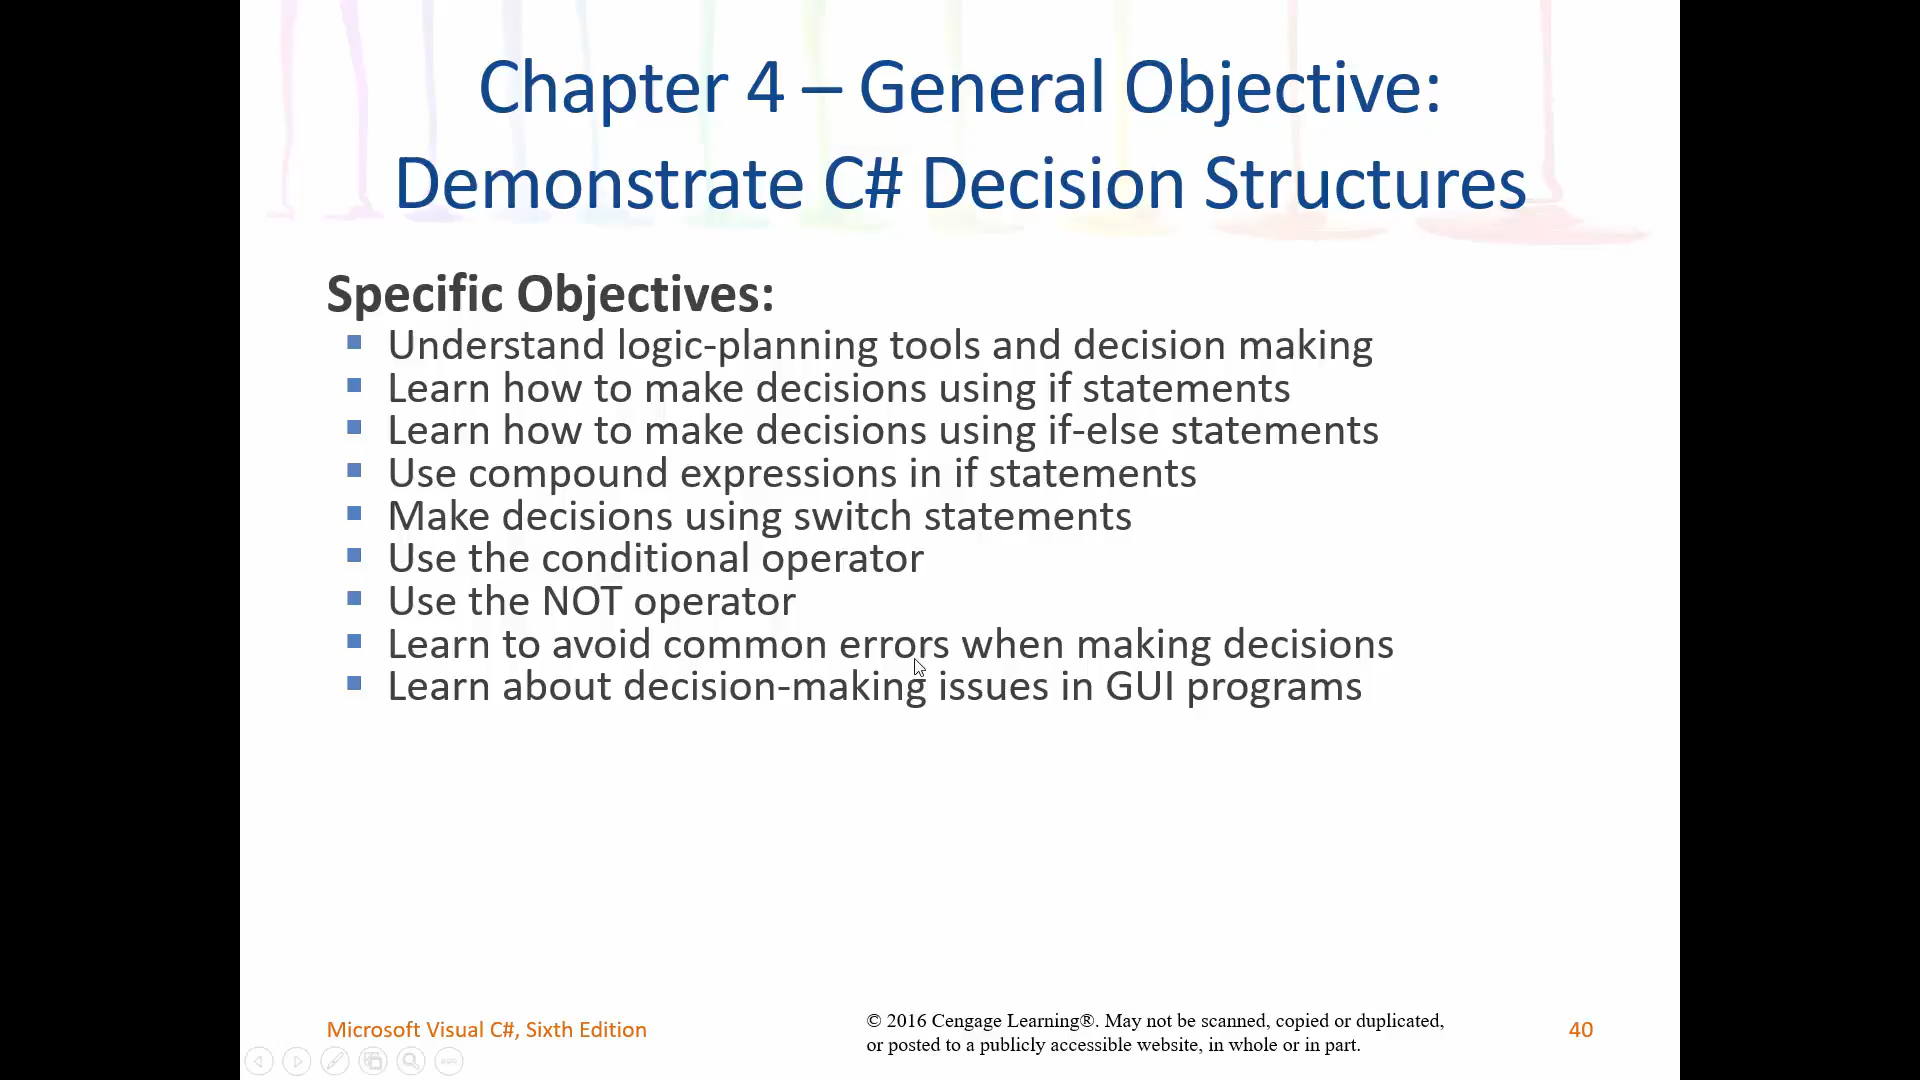 Chapter 4 – General Objective:
Demonstrate C# Decision Structures
Specific Objectives:
Understand logic-planning tools and decision making
Learn how to make decisions using if statements
Learn how to make decisions using if-else statements
Use compound expressions in if statements
Make decisions using switch statements
Use the conditional operator
Use the NOT operator
Learn to avoid common errors when making decisions
Learn about decision-making issues in GUI programs
Microsoft Visual C#, Sixth Edition
© 2016 Cengage Learning®. May not be scanned, copied or duplicated,
or posted to a publicly accessible website, in whole or in part.
40